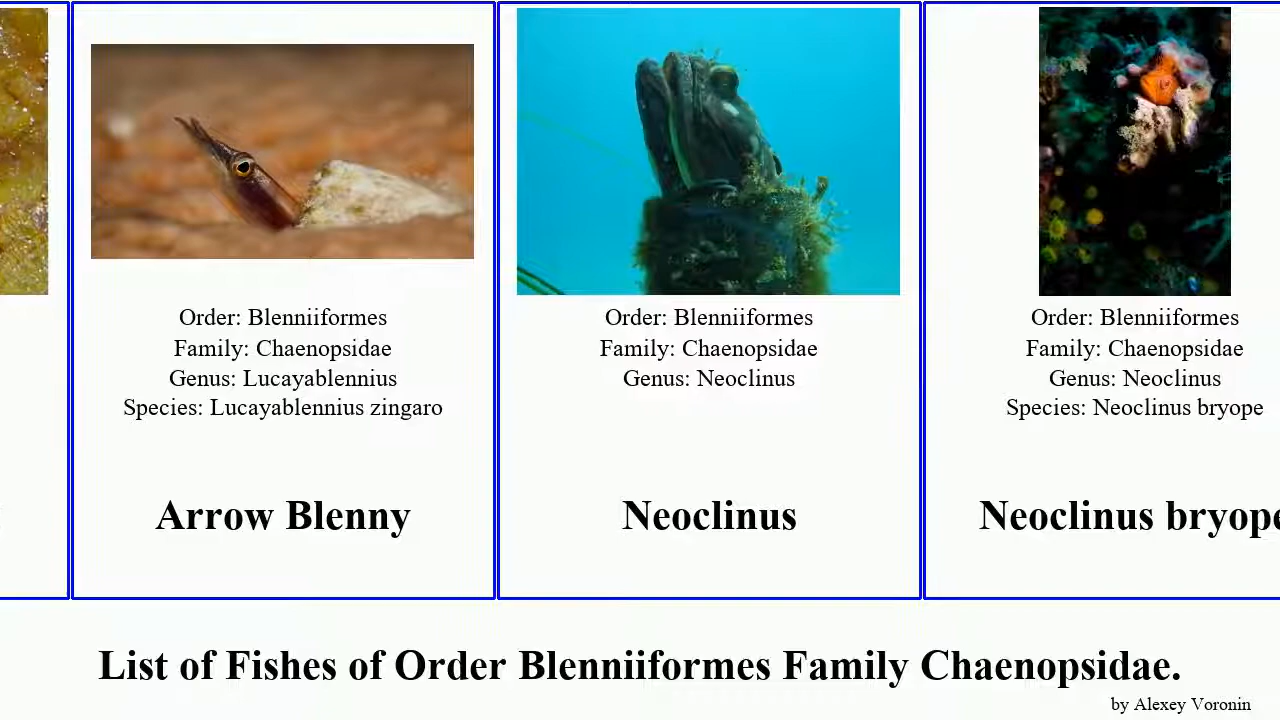 Order: Blenniiformes
Family: Chaenopsidae
Genus: Lucayablennius
Species: Lucayablennius zingaro
Arrow Blenny
Order: Blenniiformes
Family: Chaenopsidae
Genus: Neoclinus
Neoclinus
Order: Blenniiformes
Family: Chaenopsidae
Genus: Neoclinus
Species: Neoclinus bryope
Neoclinus bryope
List of Fishes of Order Blenniiformes Family Chaenopsidae.
by Alexey Voronin